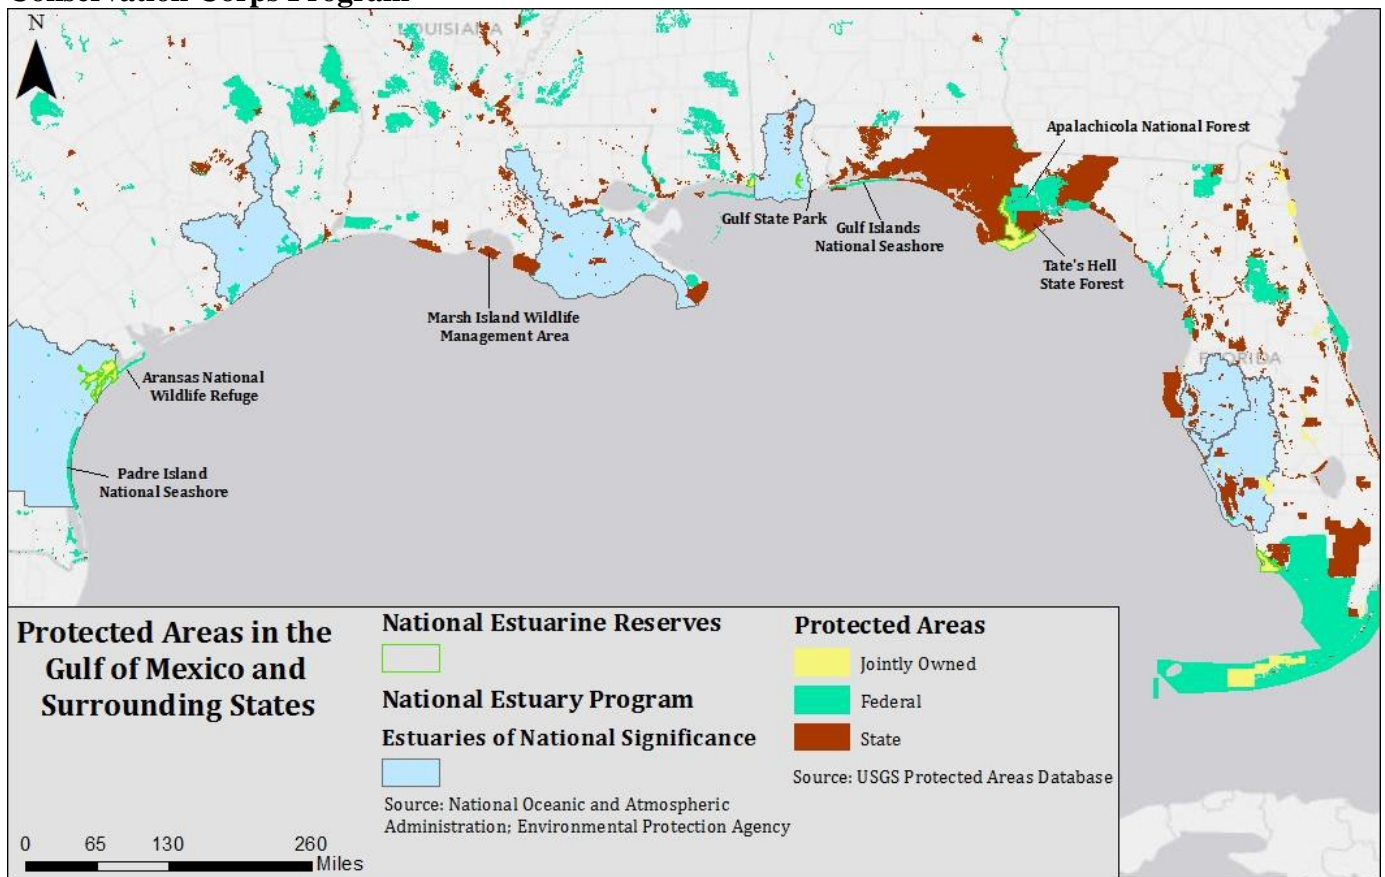 Conservation Corps Program
N
LOUISIANA
Apalachicola National Forest
Gulf State Park
Gulf Islands
National Seashore
Tate's Hell
State Forest
Marsh Island Wildlife
Management Area
FLORIDA
Aransas National
Wildlife Refuge
Padre Island
National Seashore
Protected Areas in the
Gulf of Mexico and
Surrounding States
0 65 130 260
Miles
National Estuarine Reserves
National Estuary Program
Estuaries of National Significance
Source: National Oceanic and Atmospheric
Administration; Environmental Protection Agency
Protected Areas
Jointly Owned
Federal
State
Source: USGS Protected Areas Database